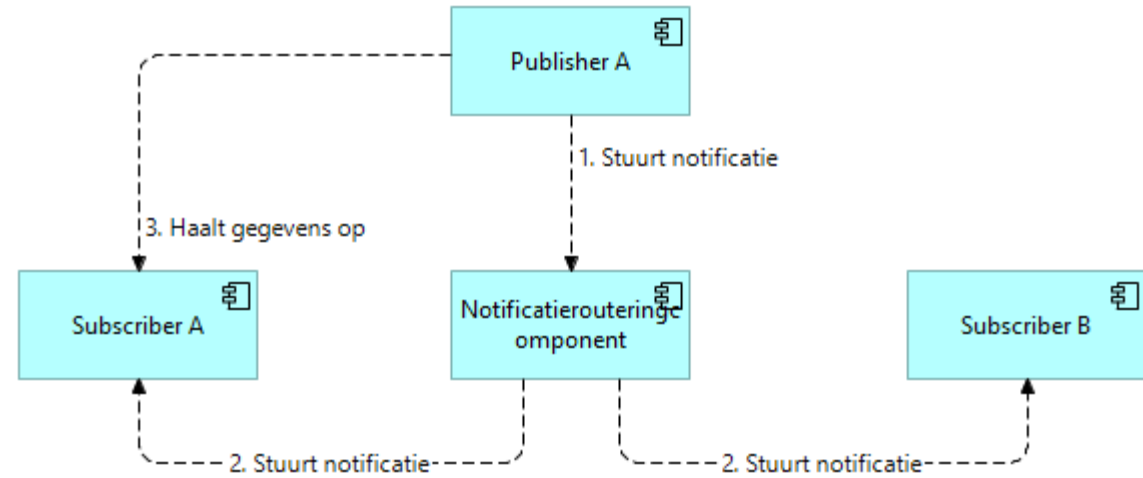 Publisher A
1. Stuurt notificatie
3. Haalt gegevens op
Subscriber A
Notificatierouteringc
omponent
Subscriber B
2. Stuurt notificatie
2. Stuurt notificatie